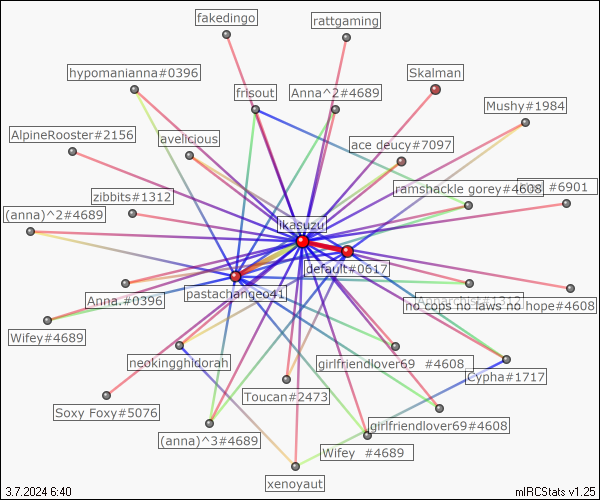 fakedingo
rattgaming
hypomanianna#0396
Skalman
frisout
Anna^2#4689
Mushy#1984
AlpineRooster#2156
avelicious
ace deucy#7097
ramshackle gorey#4608
#6901
zibbits#1312
(anna)^2#4689
ikasuzu
default#0617
Anna.#0396
pastachange041
no cops no laws no hope#4608
Wifey#4689
neokingghidorah
girlfriendlover69 #4608
Cypha#1717
Toucan#2473
Soxy Foxy#5076
girlfriendlover69#4608
(anna)^3#4689
Wifey #4689
xenoyaut
3.7.2024 6:40
mIRCStats v1.25